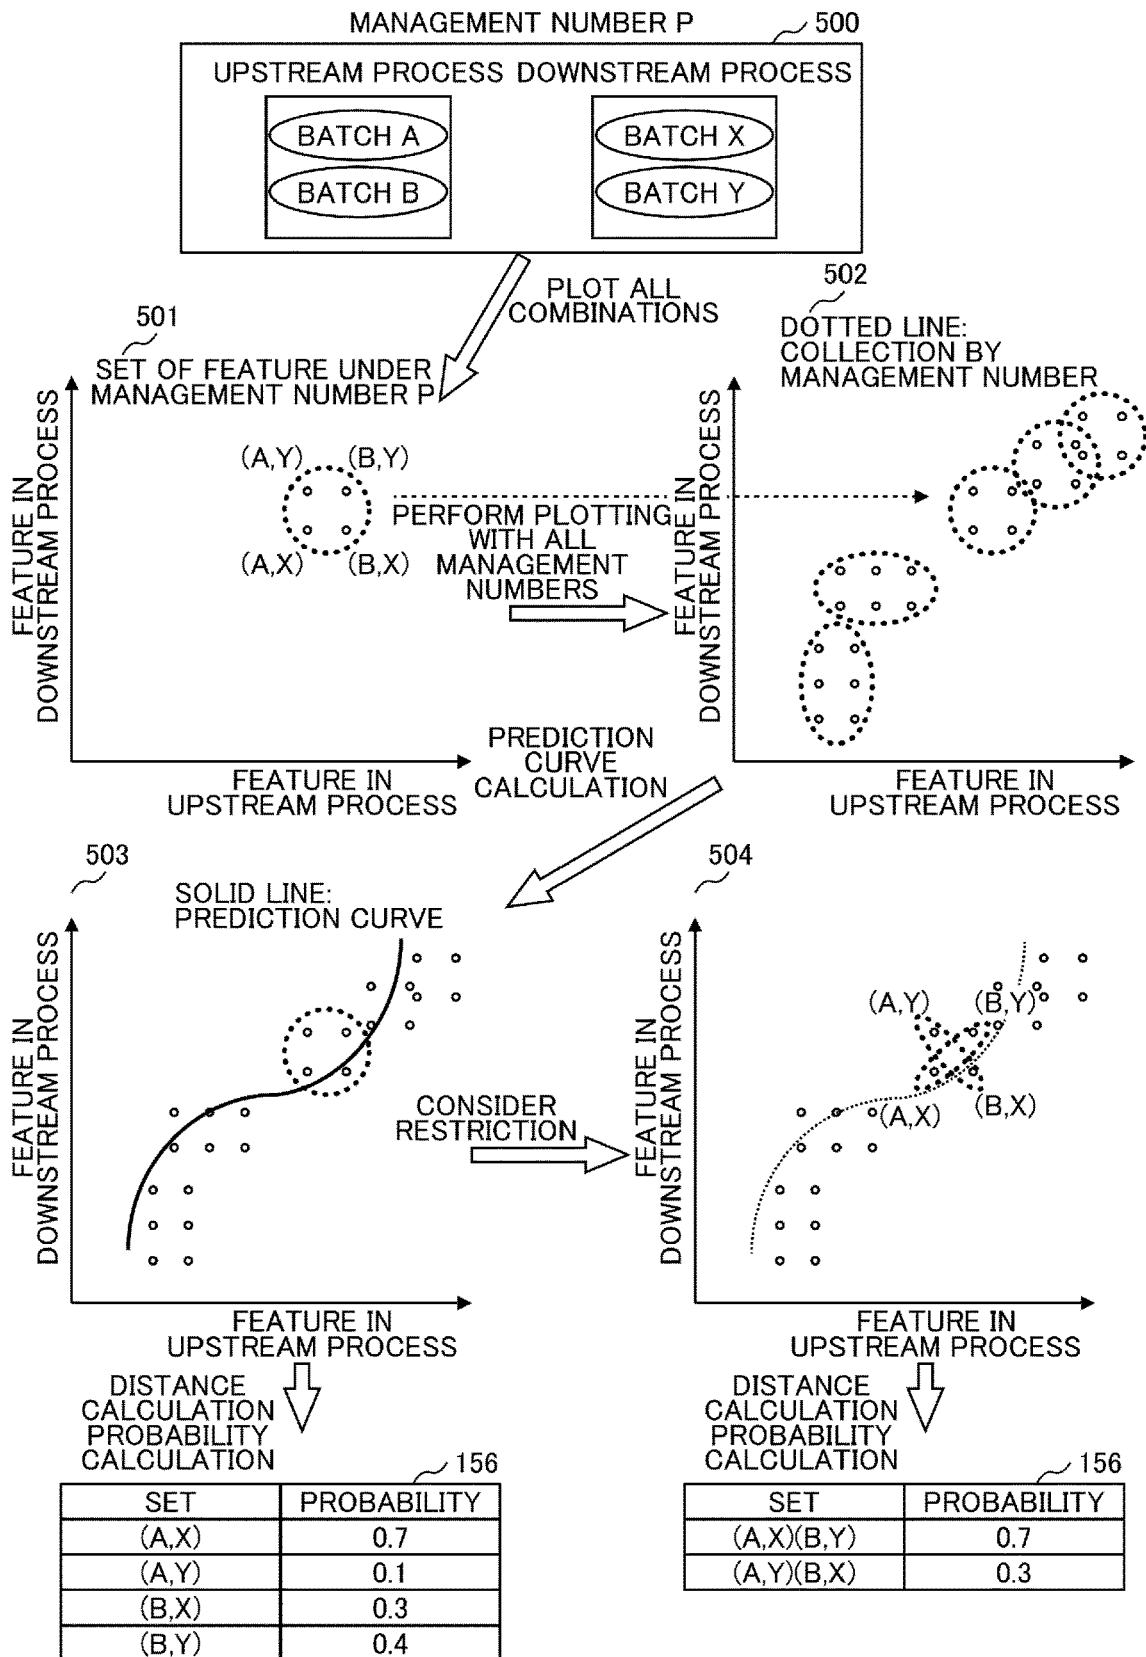 MANAGEMENT NUMBER P
500
UPSTREAM PROCESS DOWNSTREAM PROCESS
BATCH A
BATCH X
BATCH B
BATCH Y
PLOT ALL
COMBINATIONS
501
SET OF FEATURE UNDER
MANAGEMENT NUMBER P
502
DOTTED LINE:
COLLECTION BY
MANAGEMENT NUMBER
FEATURE IN
DOWNSTREAM PROCESS
(A,Y) (B,Y)
(A,X) (B,X)
FEATURE IN
UPSTREAM PROCESS
PERFORM PLOTTING
WITH ALL
MANAGEMENT
NUMBERS
FEATURE IN
DOWNSTREAM PROCESS
FEATURE IN
UPSTREAM PROCESS
PREDICTION
CURVE
CALCULATION
503
SOLID LINE:
PREDICTION CURVE
FEATURE IN
DOWNSTREAM PROCESS
FEATURE IN
UPSTREAM PROCESS
CONSIDER
RESTRICTION
504
FEATURE IN
DOWNSTREAM PROCESS
(A,Y) (B,Y)
(A,X) (B,X)
FEATURE IN
UPSTREAM PROCESS
DISTANCE
CALCULATION
PROBABILITY
CALCULATION
156
SET PROBABILITY
(A,X) 0.7
(A,Y) 0.1
(B,X) 0.3
(B,Y) 0.4
DISTANCE
CALCULATION
PROBABILITY
CALCULATION
156
SET PROBABILITY
(A,X)(B,Y) 0.7
(A,Y)(B,X) 0.3